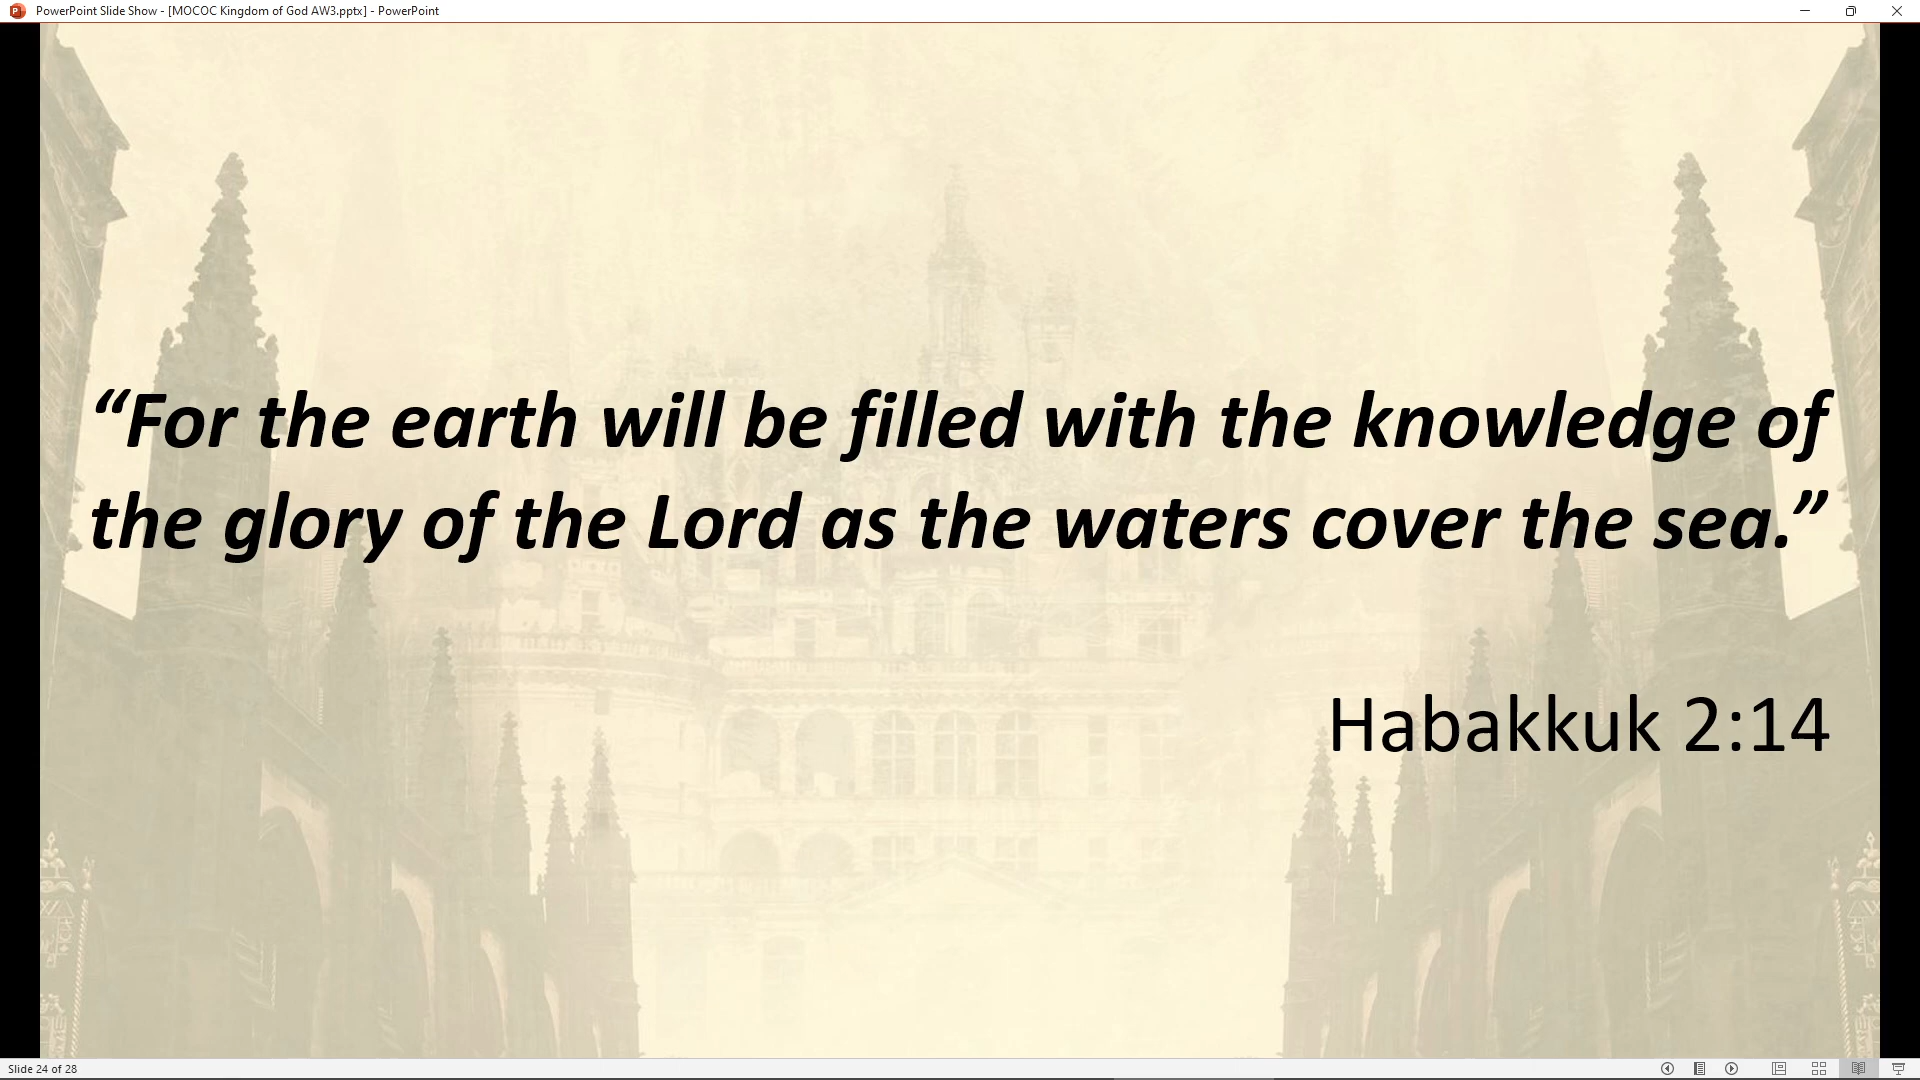 PowerPoint Slide Show - [MOCOC Kingdom of God AW3.pptx] - PowerPoint
“For the earth will be filled with the knowledge of
the glory of the Lord as the waters cover the sea.”
Habakkuk 2:14
Slide 24 of 28